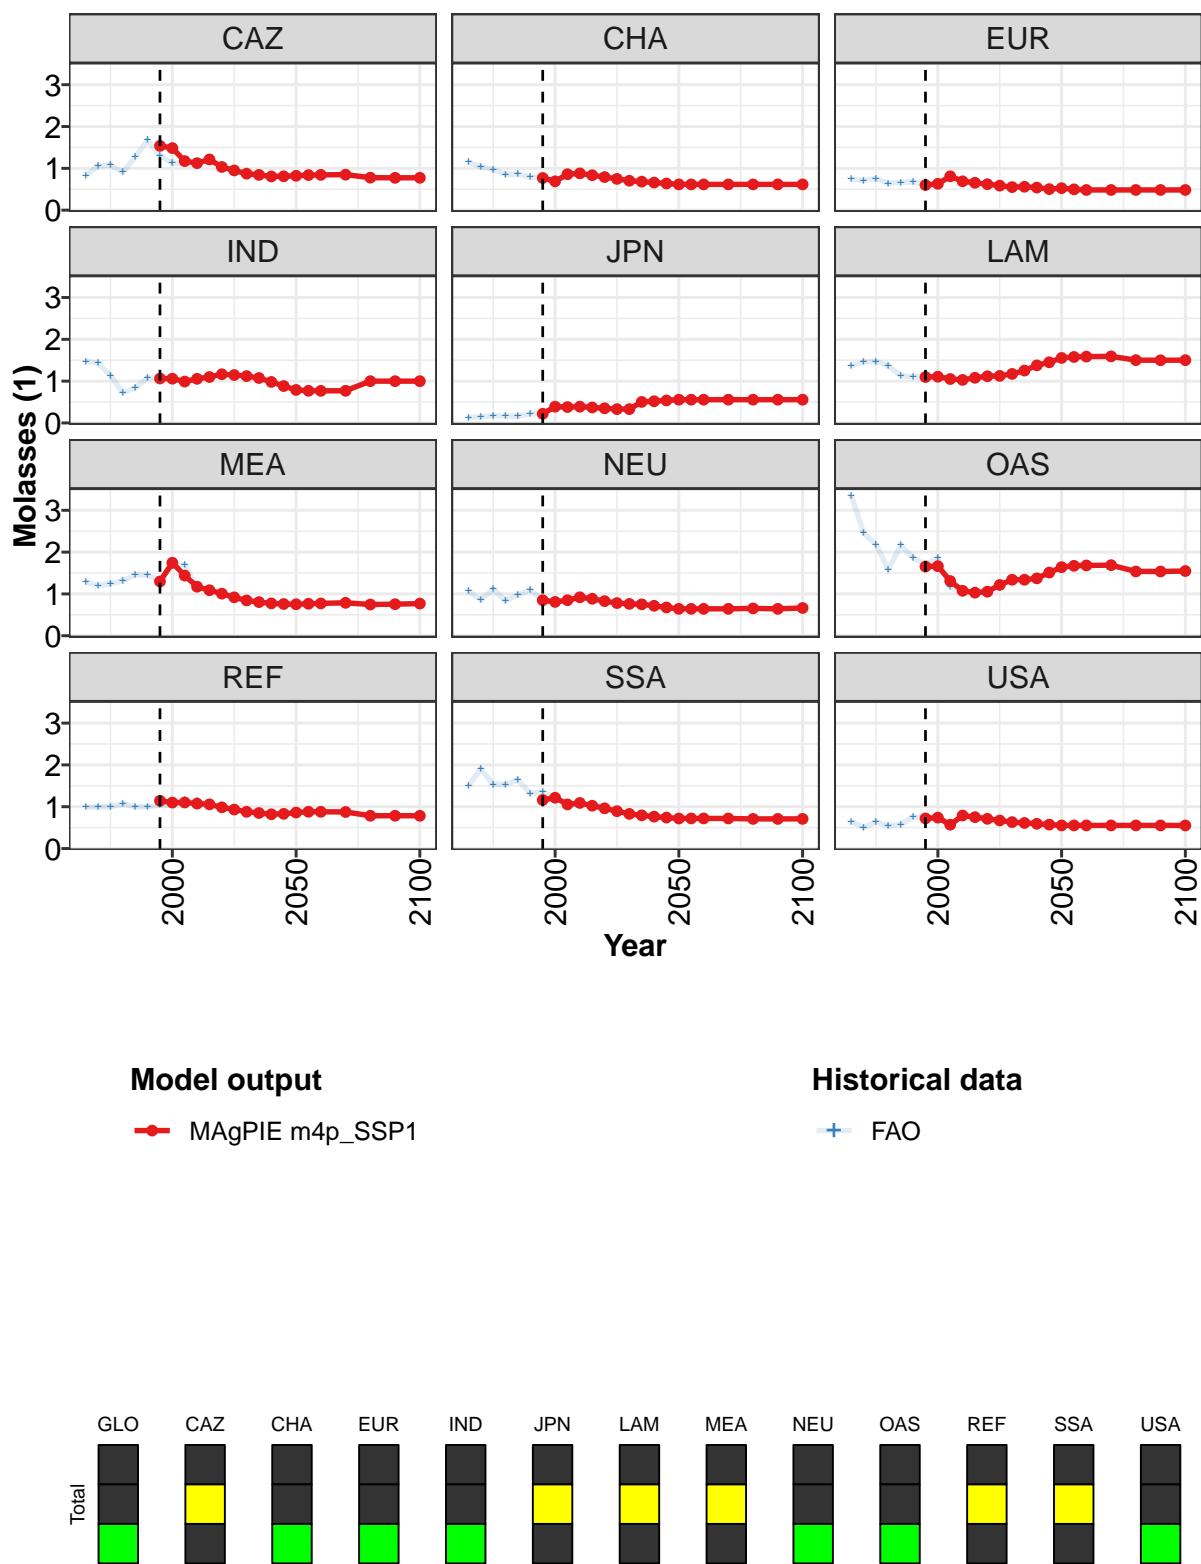 CAZ CHA EUR
3
2
1
0
IND JPN LAM
3
2
1
0
MEA NEU OAS
3
2
1
0
REF SSA USA
3
2
1
0
Molasses (1)
2000 2050 2100 2000 2050 2100 2000 2050 2100
Year
Model output Historical data
MAgPIE m4p_SSP1 FAO
GLO CAZ CHA EUR IND JPN LAM MEA NEU OAS REF SSA USA
Total